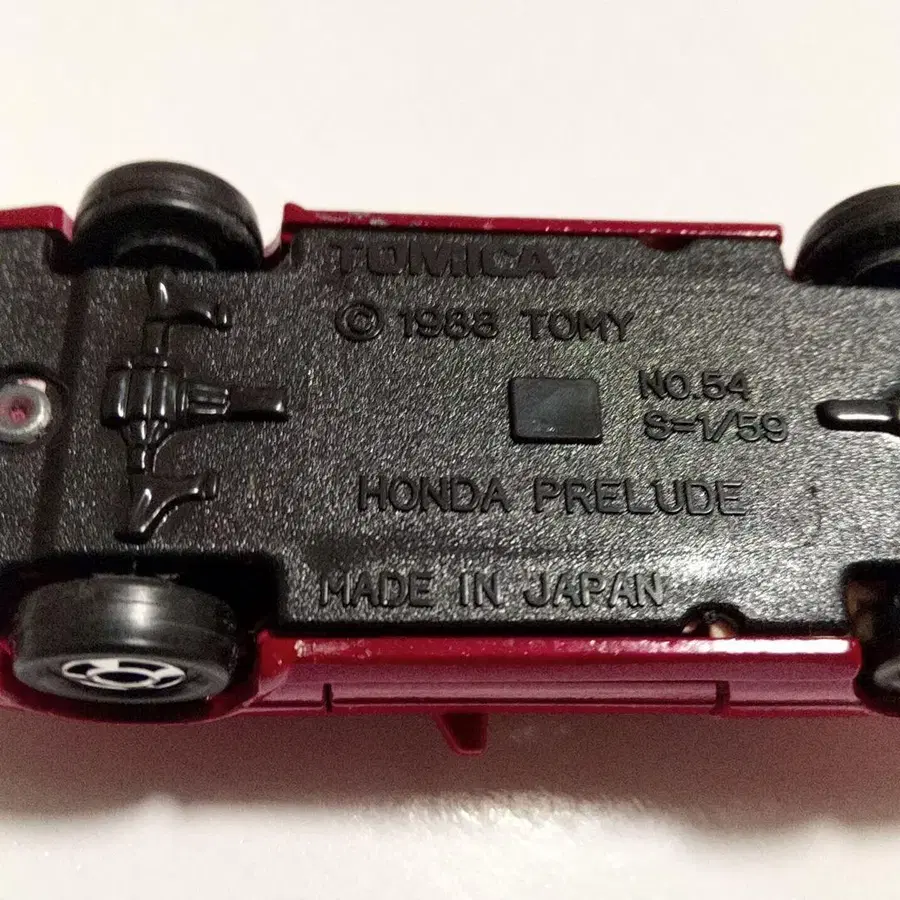 TOMICA
© 1988 TOMY
NO.54
S=1/59
HONDA PRELUDE
MADE IN JAPAN